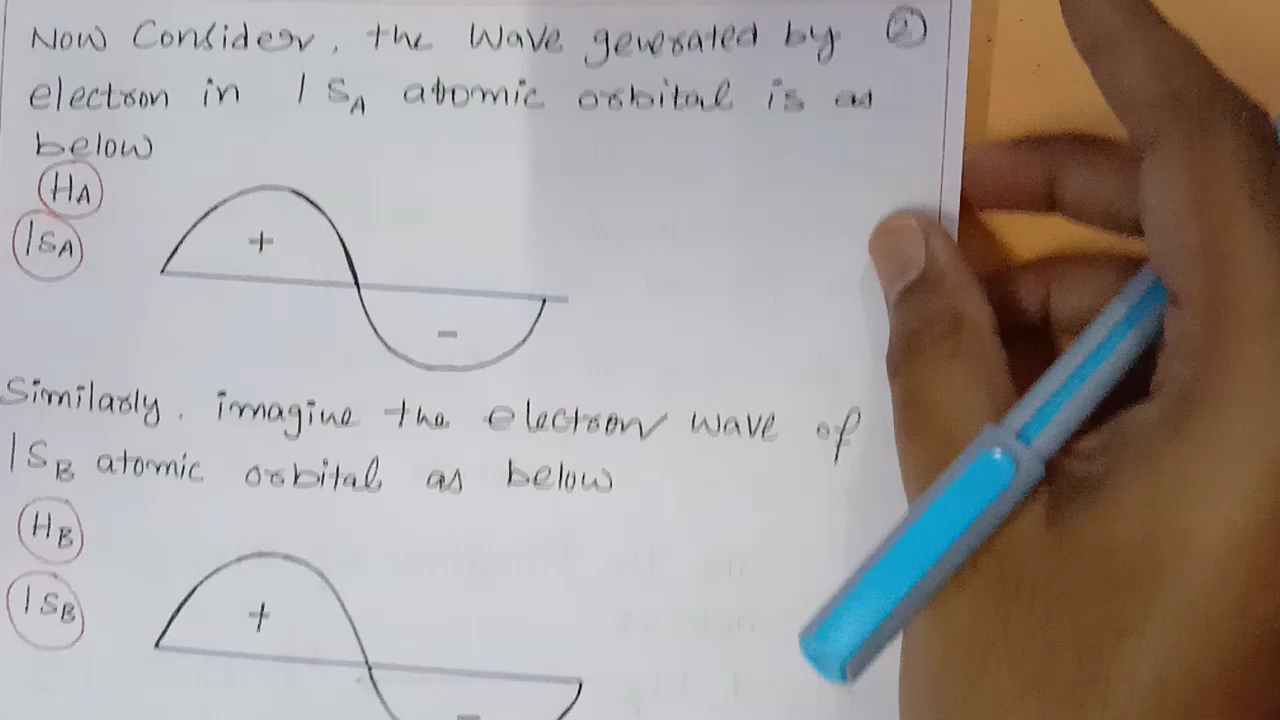 Now Consider, the wave generated by ②
electron in 1SA atomic orbital is as
below
HA
1SA
+
-
Similarly, imagine the electron wave of
1SB atomic orbital as below
HB
1SB
+
-